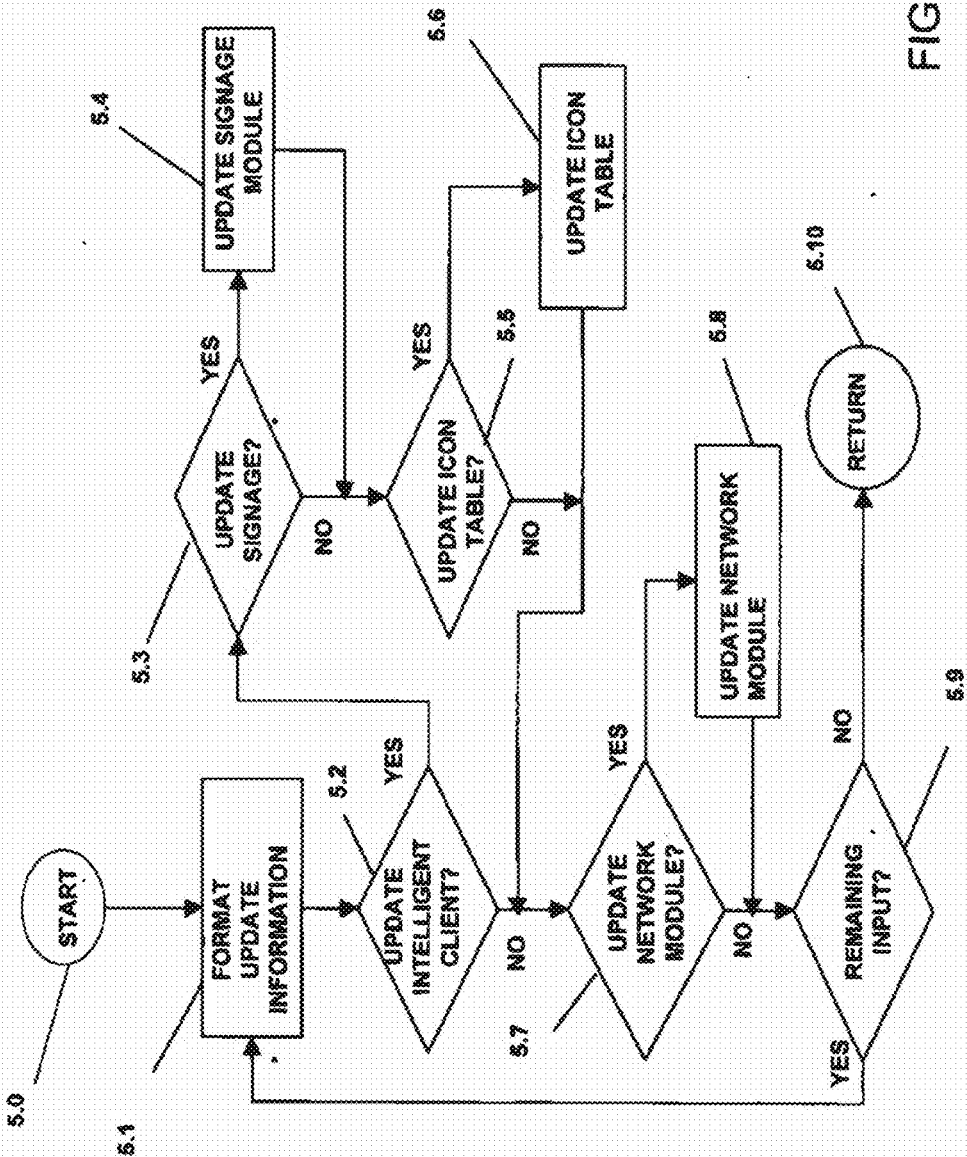 5.0
START
5.1
FORMAT
UPDATE
INFORMATION
5.2
UPDATE
INTELLIGENT
CLIENT?
YES
NO
5.3
UPDATE
SIGNAGE?
YES
NO
5.4
UPDATE SIGNAGE
MODULE
5.5
UPDATE ICON
TABLE?
YES
NO
5.6
UPDATE ICON
TABLE
5.7
UPDATE
NETWORK
MODULE?
YES
NO
5.8
UPDATE NETWORK
MODULE
5.9
REMAINING
INPUT?
YES
NO
5.10
RETURN
FIG